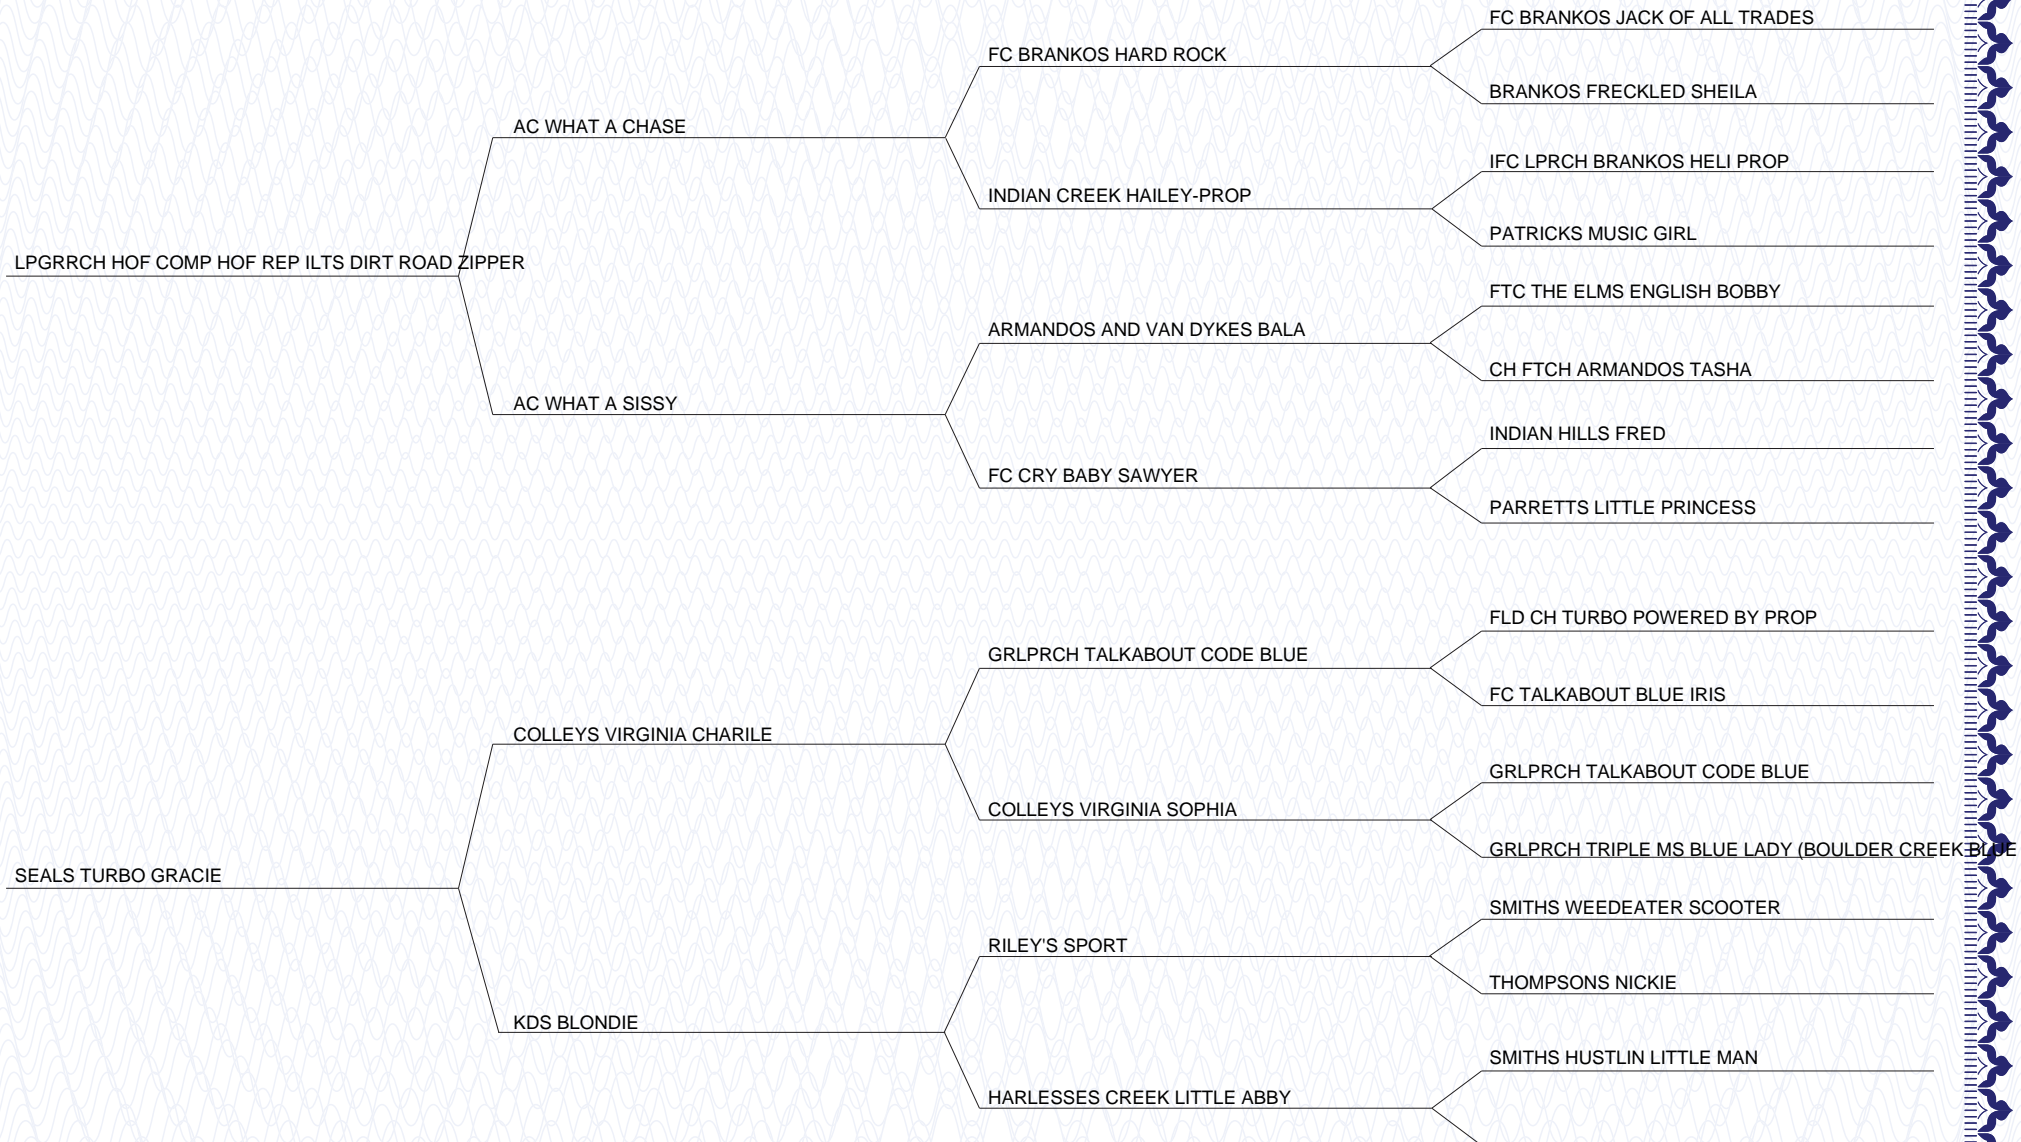 FC BRANKOS JACK OF ALL TRADES
FC BRANKOS HARD ROCK
BRANKOS FRECKLED SHEILA
AC WHAT A CHASE
IFC LPRCH BRANKOS HELI PROP
INDIAN CREEK HAILEY-PROP
PATRICKS MUSIC GIRL
LPGRRCH HOF COMP HOF REP ILTS DIRT ROAD ZIPPER
FTC THE ELMS ENGLISH BOBBY
ARMANDOS AND VAN DYKES BALA
CH FTCH ARMANDOS TASHA
AC WHAT A SISSY
INDIAN HILLS FRED
FC CRY BABY SAWYER
PARRETTS LITTLE PRINCESS
FLD CH TURBO POWERED BY PROP
GRLPRCH TALKABOUT CODE BLUE
FC TALKABOUT BLUE IRIS
COLLEYS VIRGINIA CHARILE
GRLPRCH TALKABOUT CODE BLUE
COLLEYS VIRGINIA SOPHIA
GRLPRCH TRIPLE MS BLUE LADY (BOULDER CREEK BLUE
SEALS TURBO GRACIE
SMITHS WEEDEATER SCOOTER
RILEY'S SPORT
THOMPSONS NICKIE
KDS BLONDIE
SMITHS HUSTLIN LITTLE MAN
HARLESSES CREEK LITTLE ABBY